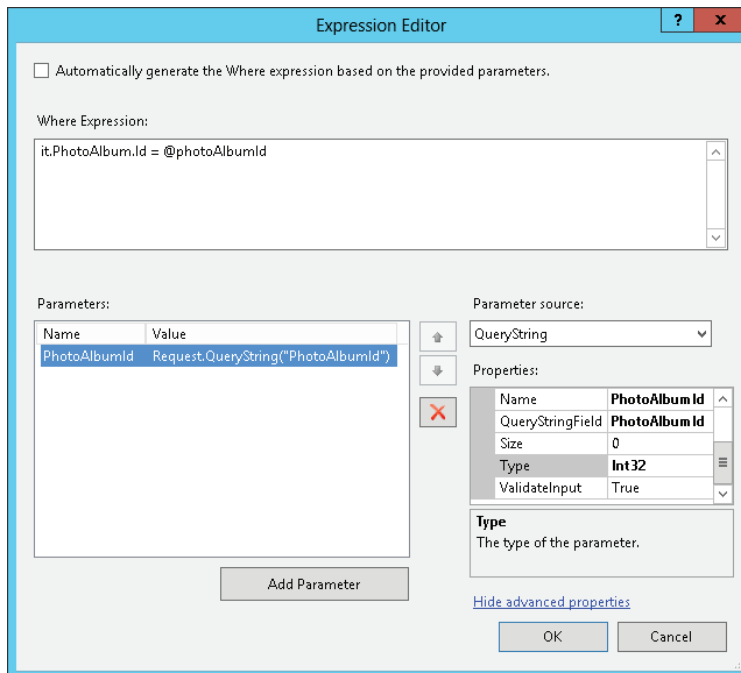 Expression Editor
? x
Automatically generate the Where expression based on the provided parameters.
Where Expression:
it.PhotoAlbum.Id = @photoAlbumId
Parameters:
Name Value
PhotoAlbumId Request.QueryString("PhotoAlbumId")
Add Parameter
Parameter source:
QueryString
Properties:
Name PhotoAlbumId
QueryStringField PhotoAlbumId
Size 0
Type Int32
ValidateInput True
Type
The type of the parameter.
Hide advanced properties
OK Cancel